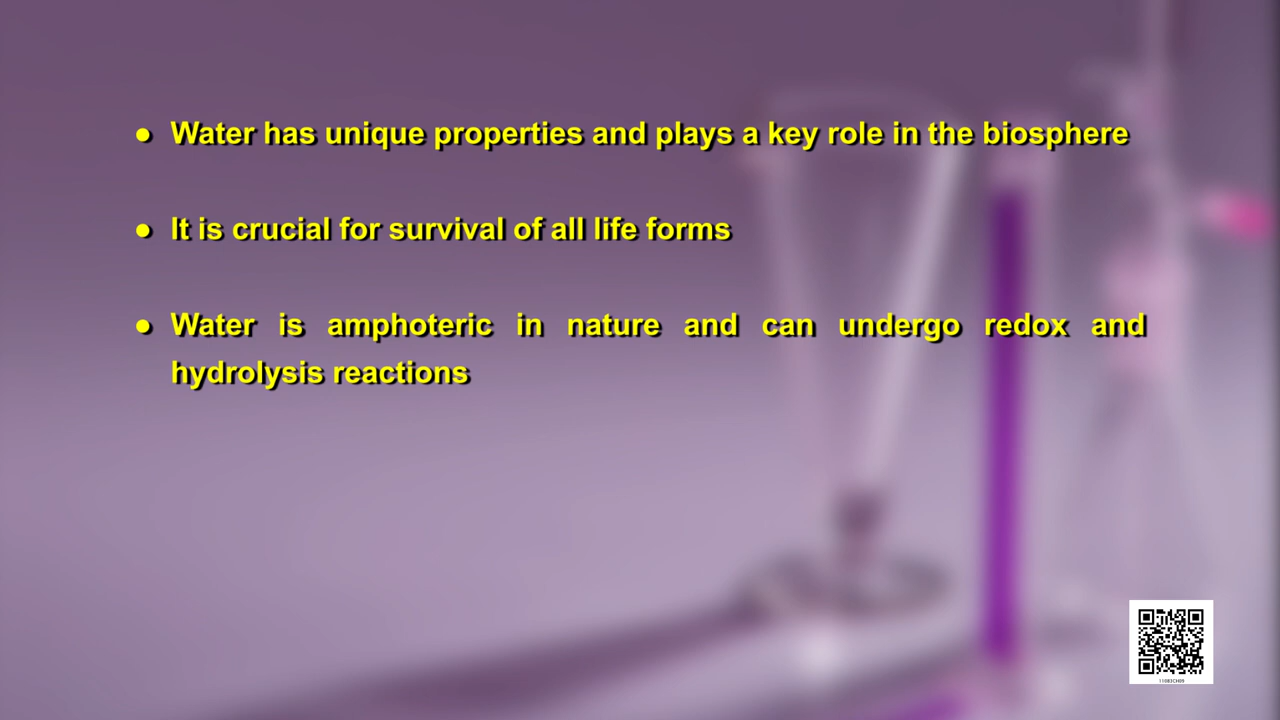 ● Water has unique properties and plays a key role in the biosphere
● It is crucial for survival of all life forms
● Water is amphoteric in nature and can undergo redox and
hydrolysis reactions
11083CH09